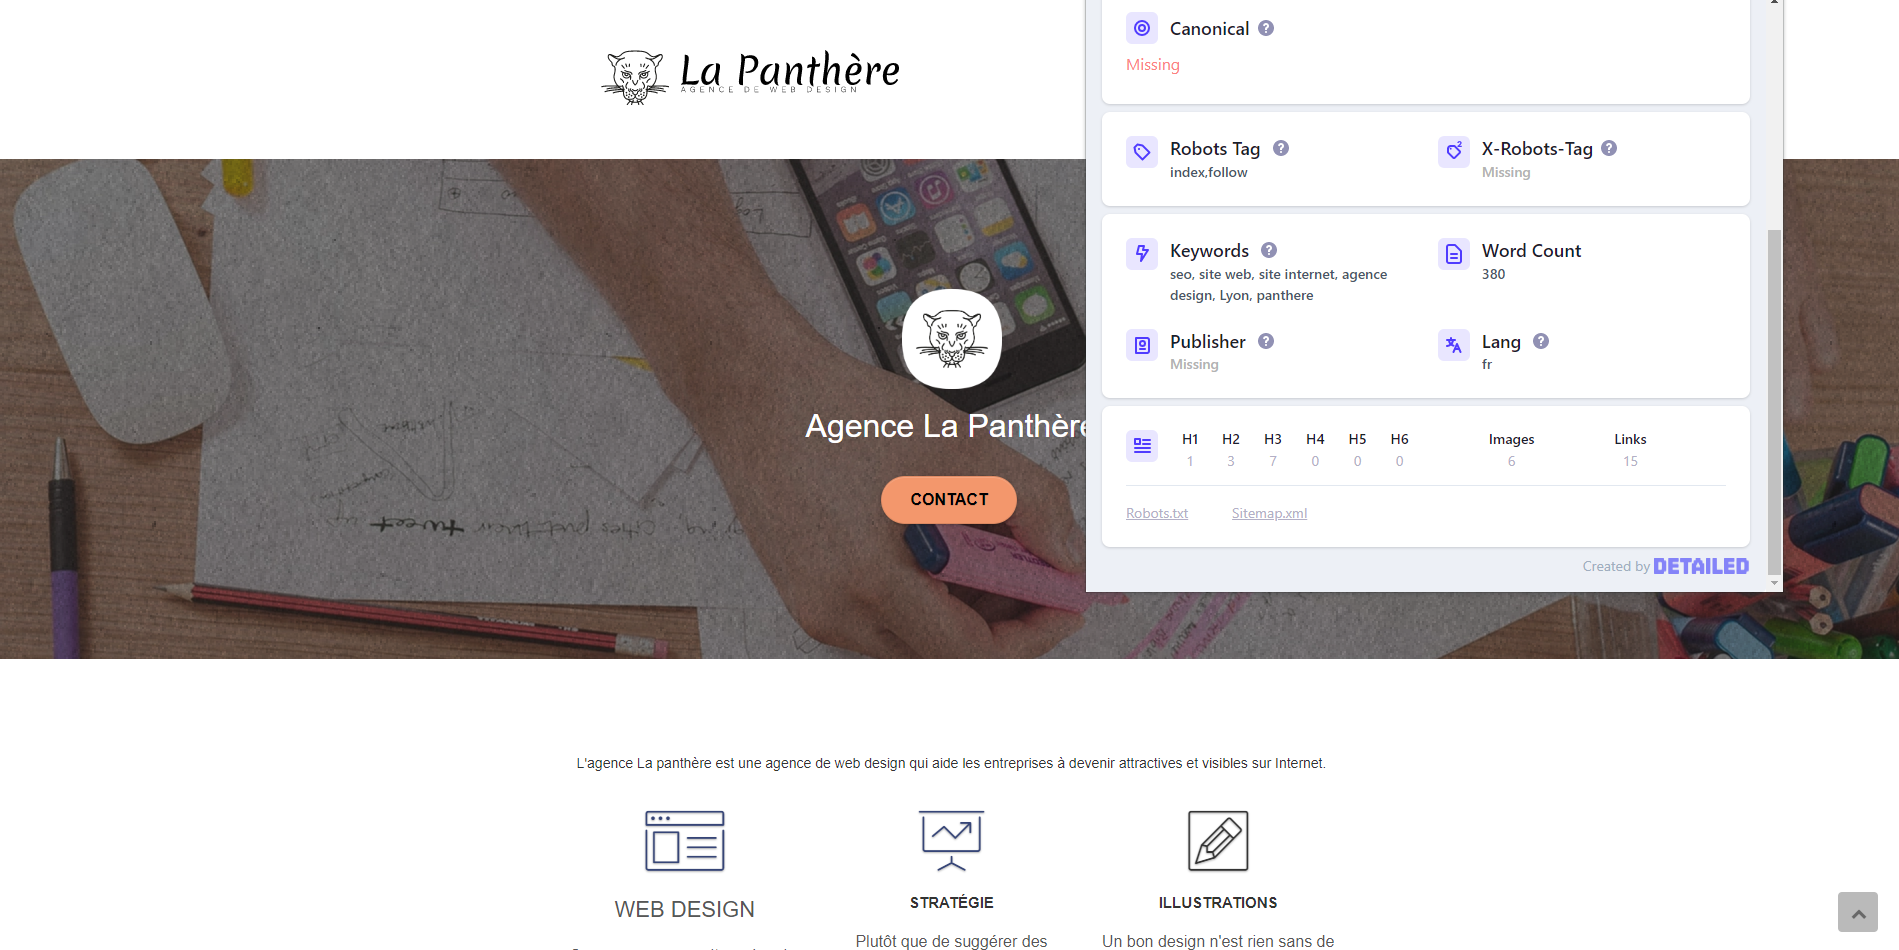 La Panthère
AGENCE DE WEB DESIGN
Agence La Panthère
CONTACT
Canonical
Missing
Robots Tag
index,follow
X-Robots-Tag
Missing
Keywords
seo, site web, site internet, agence
design, Lyon, panthere
Word Count
380
Publisher
Missing
Lang
fr
H1 H2 H3 H4 H5 H6 Images Links
1 3 7 0 0 0 6 15
Robots.txt Sitemap.xml
Created by DETAILED
L'agence La panthère est une agence de web design qui aide les entreprises à devenir attractives et visibles sur Internet.
WEB DESIGN
STRATÉGIE
Plutôt que de suggérer des
ILLUSTRATIONS
Un bon design n'est rien sans de